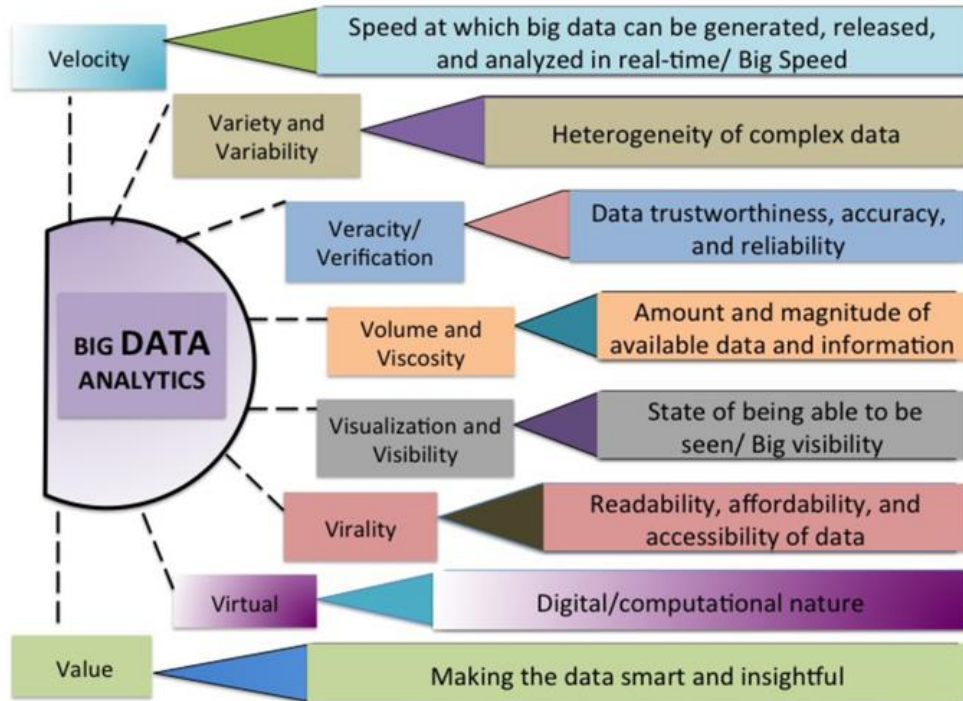 Velocity
Speed at which big data can be generated, released,
and analyzed in real-time/ Big Speed
Variety and
Variability
Heterogeneity of complex data
Veracity/
Verification
Data trustworthiness, accuracy,
and reliability
BIG DATA
ANALYTICS
Volume and
Viscosity
Amount and magnitude of
available data and information
Visualization and
Visibility
State of being able to be
seen/ Big visibility
Virality
Readability, affordability, and
accessibility of data
Virtual
Digital/computational nature
Value
Making the data smart and insightful